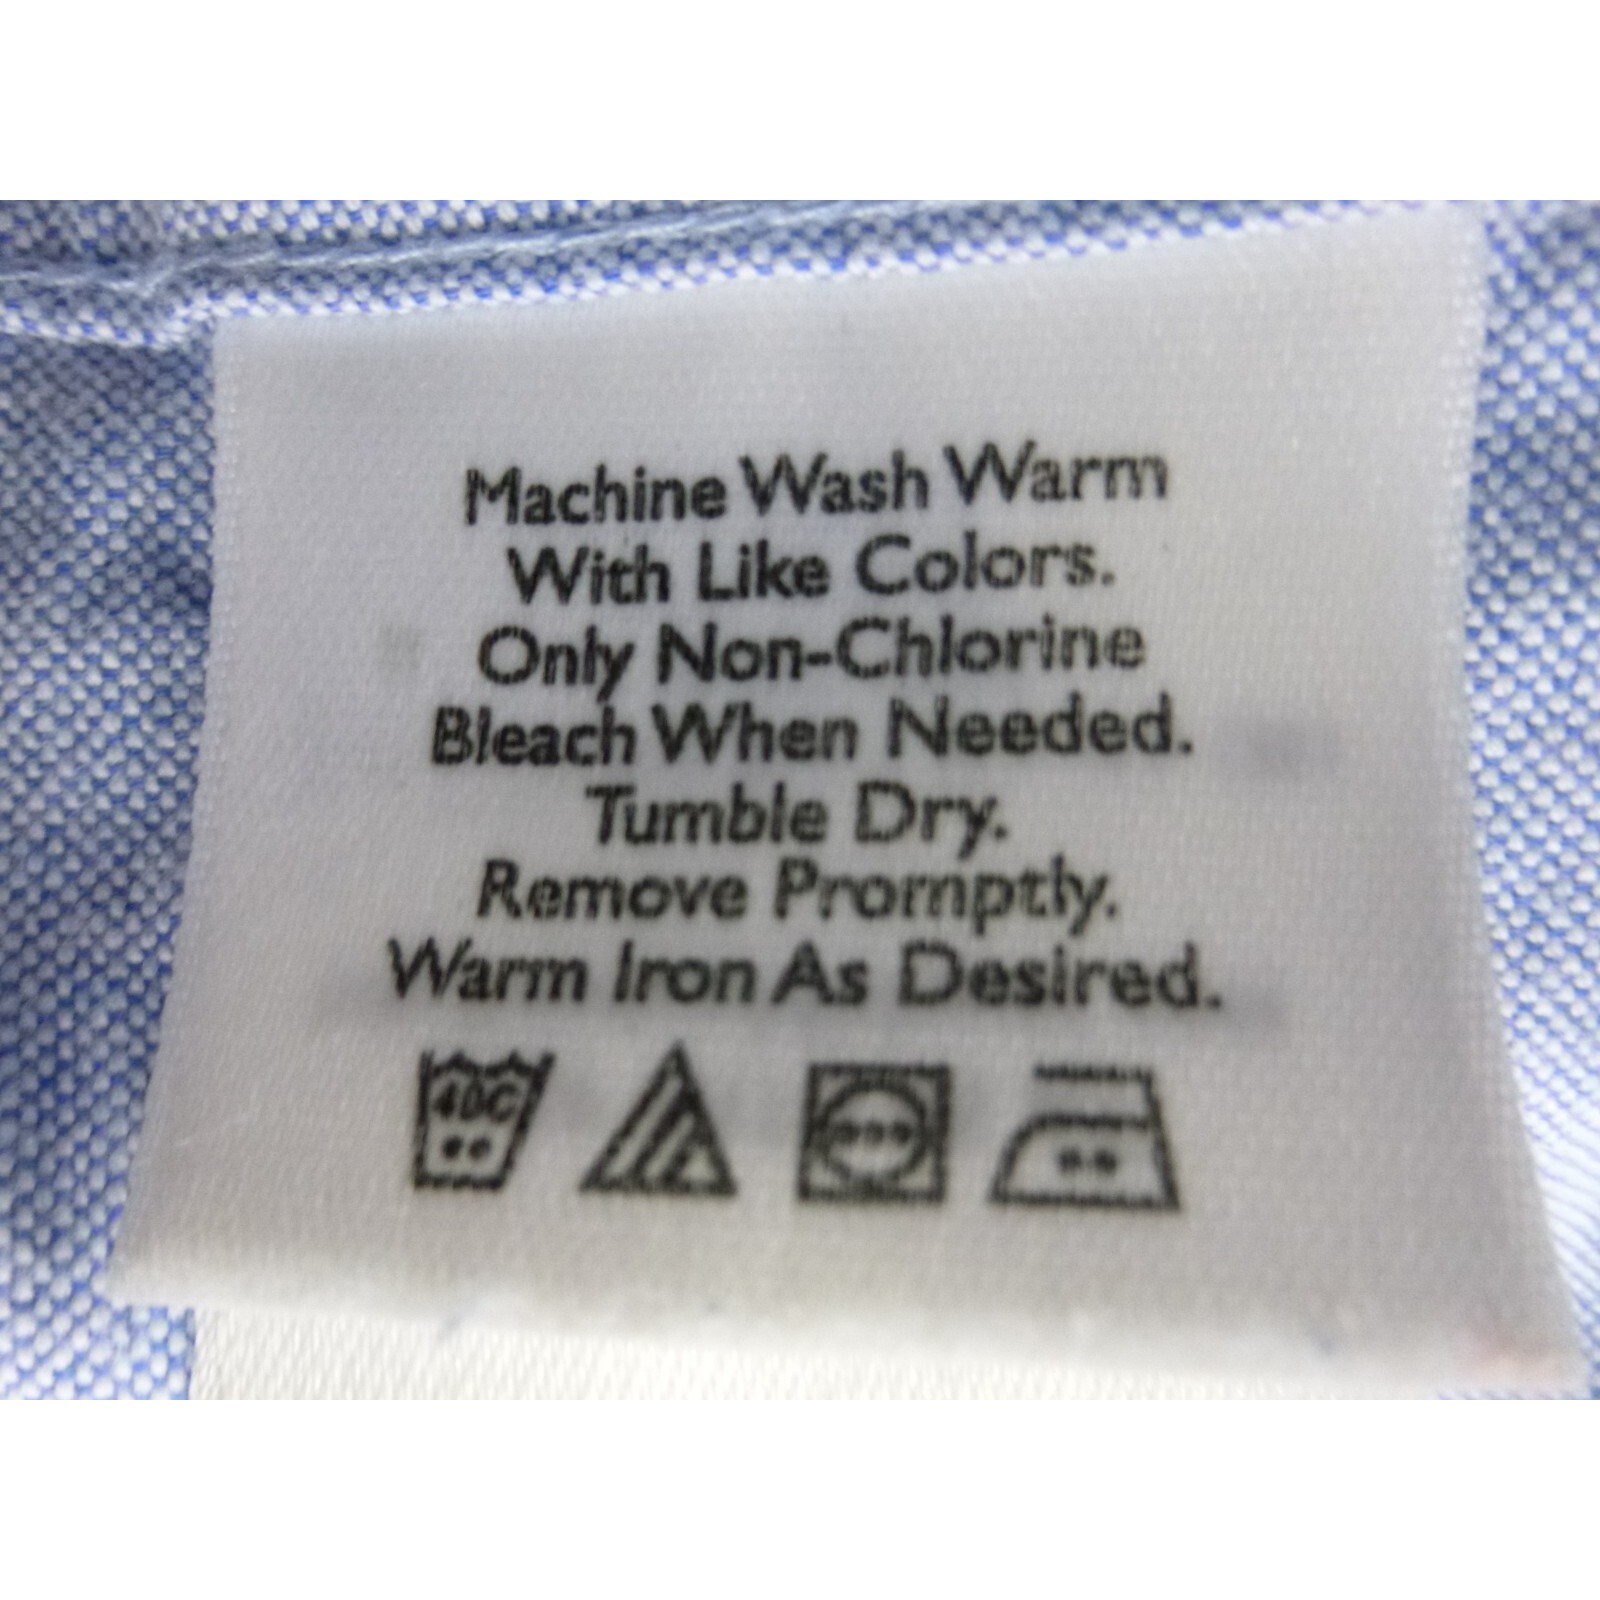 Machine Wash Warm
With Like Colors.
Only Non-Chlorine
Bleach When Needed.
Tumble Dry.
Remove Promptly.
Warm Iron As Desired.
40C